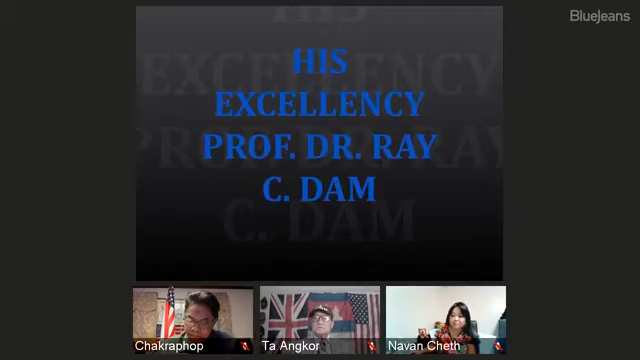 BlueJeans
HIS
EXCELLENCY
PROF. DR. RAY
C. DAM
Chakraphop
Ta Angkor
Navan Cheth